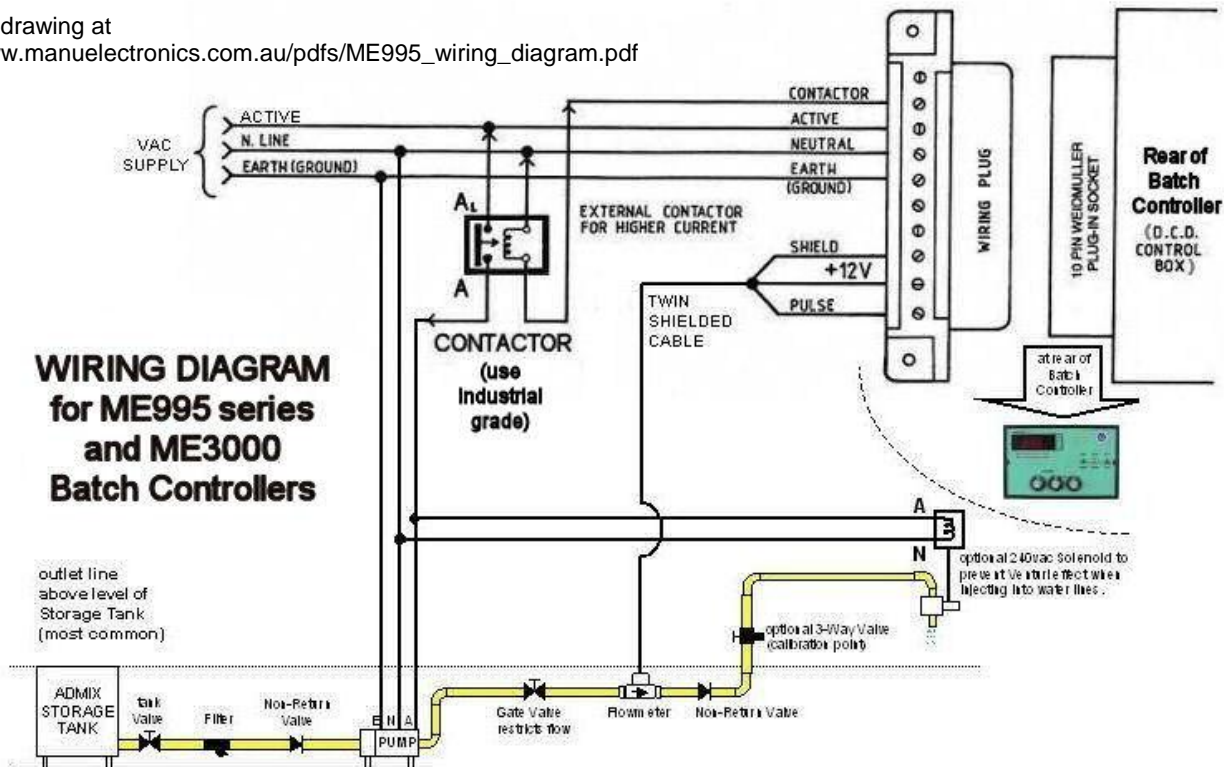 drawing at
w.manuelectronics.com.au/pdfs/ME995_wiring_diagram.pdf
VAC
SUPPLY
ACTIVE
N. LINE
EARTH (GROUND)
CONTACTOR
ACTIVE
NEUTRAL
EARTH
(GROUND)
SHIELD
+12V
PULSE
WIRING PLUG
10 PIN WEIDMULLER
PLUG-IN SOCKET
Rear of
Batch
Controller
(O.C.D.
CONTROL
BOX)
A1
A
EXTERNAL CONTACTOR
FOR HIGHER CURRENT
CONTACTOR
(use
industrial
grade)
TWIN
SHIELDED
CABLE
at rear of
Batch
Controller
WIRING DIAGRAM
for ME995 series
and ME3000
Batch Controllers
A
N
optional 240vac Solenoid to
prevent Venturi effect when
Injecting Into water lines.
outlet line
above level of
Storage Tank
(most common)
optional 3-Way Valve
(calibration point)
ADMIX
STORAGE
TANK
tank
Valve
Filter
Non-Return
Valve
E N A
PUMP
Gate Valve
restricts flow
Flowmeter
Non-Return Valve